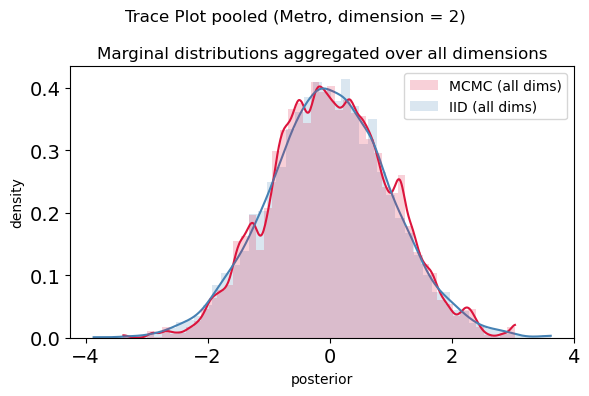 Trace Plot pooled (Metro, dimension = 2)
Marginal distributions aggregated over all dimensions
MCMC (all dims)
IID (all dims)
density
0.4
0.3
0.2
0.1
0.0
−4
−2
0
2
4
posterior